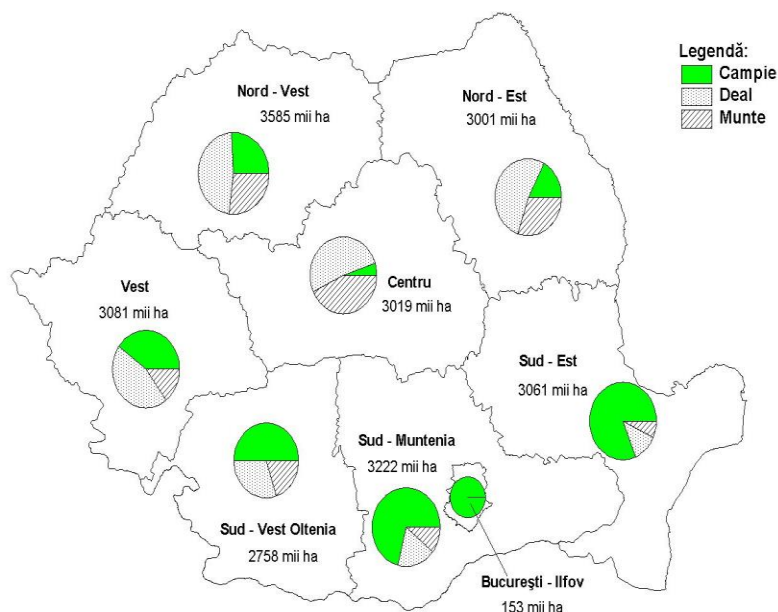 Legendă:
Campie
Deal
Munte
Nord - Vest
3585 mii ha
Nord - Est
3001 mii ha
Vest
3081 mii ha
Centru
3019 mii ha
Sud - Est
3061 mii ha
Sud - Muntenia
3222 mii ha
Sud - Vest Oltenia
2758 mii ha
Bucureşti - Ilfov
153 mii ha